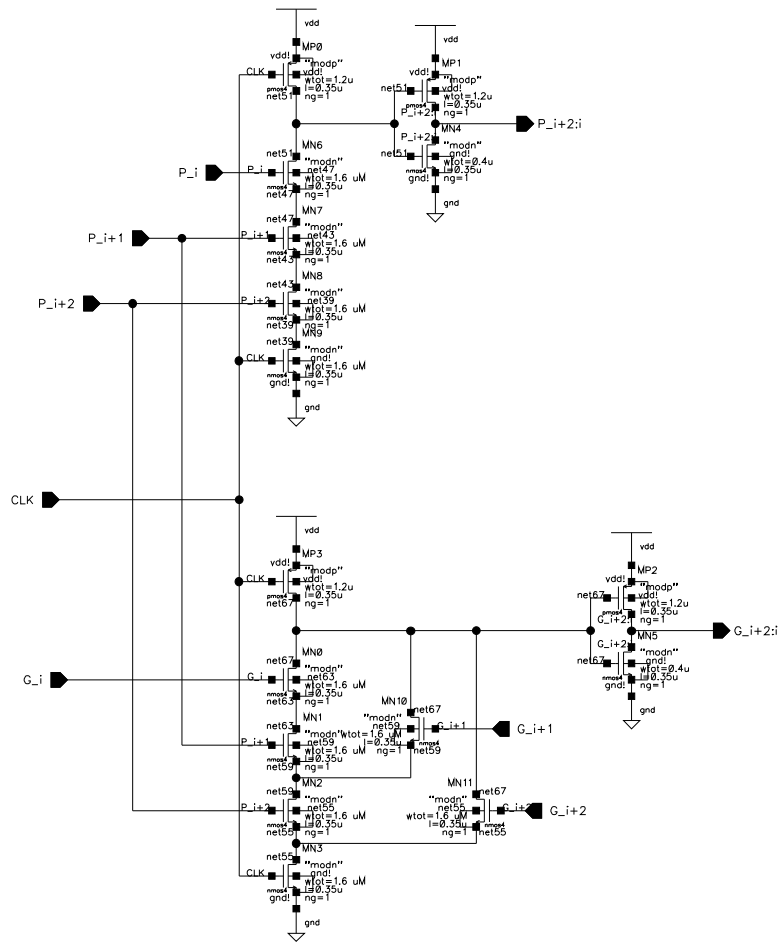 vdd
MP0
vdd!
"modp"
CLK
vdd!
wtot=1.2u
pmos4
l=0.35u
net51
ng=1
vdd
MP1
vdd!
"modp"
net51
vdd!
wtot=1.2u
pmos4
l=0.35u
P_i+2:
ng=1
P_i+2:i
P_i+2:
MN4
"modn"
net51
gnd!
wtot=0.4u
nmos4
l=0.35u
gnd!
ng=1
gnd
MN6
net51
"modn"
P_i
P_i
net47
wtot=1.6 uM
nmos4
l=0.35u
net47
ng=1
MN7
net47
"modn"
P_i+1
P_i+1
net43
wtot=1.6 uM
nmos4
l=0.35u
net43
ng=1
MN8
net43
"modn"
P_i+2
P_i+2
net39
wtot=1.6 uM
nmos4
l=0.35u
net39
ng=1
MN9
net39
"modn"
CLK
gnd!
wtot=1.6 uM
nmos4
l=0.35u
gnd!
ng=1
gnd
CLK
vdd
MP3
vdd!
"modp"
CLK
vdd!
wtot=1.2u
pmos4
l=0.35u
net67
ng=1
vdd
MP2
vdd!
"modp"
net67
vdd!
wtot=1.2u
pmos4
l=0.35u
G_i+2:
ng=1
G_i+2:i
G_i+2:
MN5
"modn"
net67
gnd!
wtot=0.4u
nmos4
l=0.35u
gnd!
ng=1
gnd
MN0
net67
"modn"
G_i
G_i
net63
wtot=1.6 uM
nmos4
l=0.35u
net63
ng=1
MN1
net63
"modn"
P_i+1
net59
wtot=1.6 uM
nmos4
l=0.35u
net59
ng=1
MN10
net67
"modn"
net59
G_i+1
G_i+1
wtot=1.6 uM
l=0.35u
nmos4
ng=1
net59
MN2
net59
"modn"
P_i+2
net55
wtot=1.6 uM
nmos4
l=0.35u
net55
ng=1
MN11
net67
"modn"
net55
G_i+2
G_i+2
wtot=1.6 uM
l=0.35u
nmos4
ng=1
net55
MN3
net55
"modn"
CLK
gnd!
wtot=1.6 uM
nmos4
l=0.35u
gnd!
ng=1
gnd